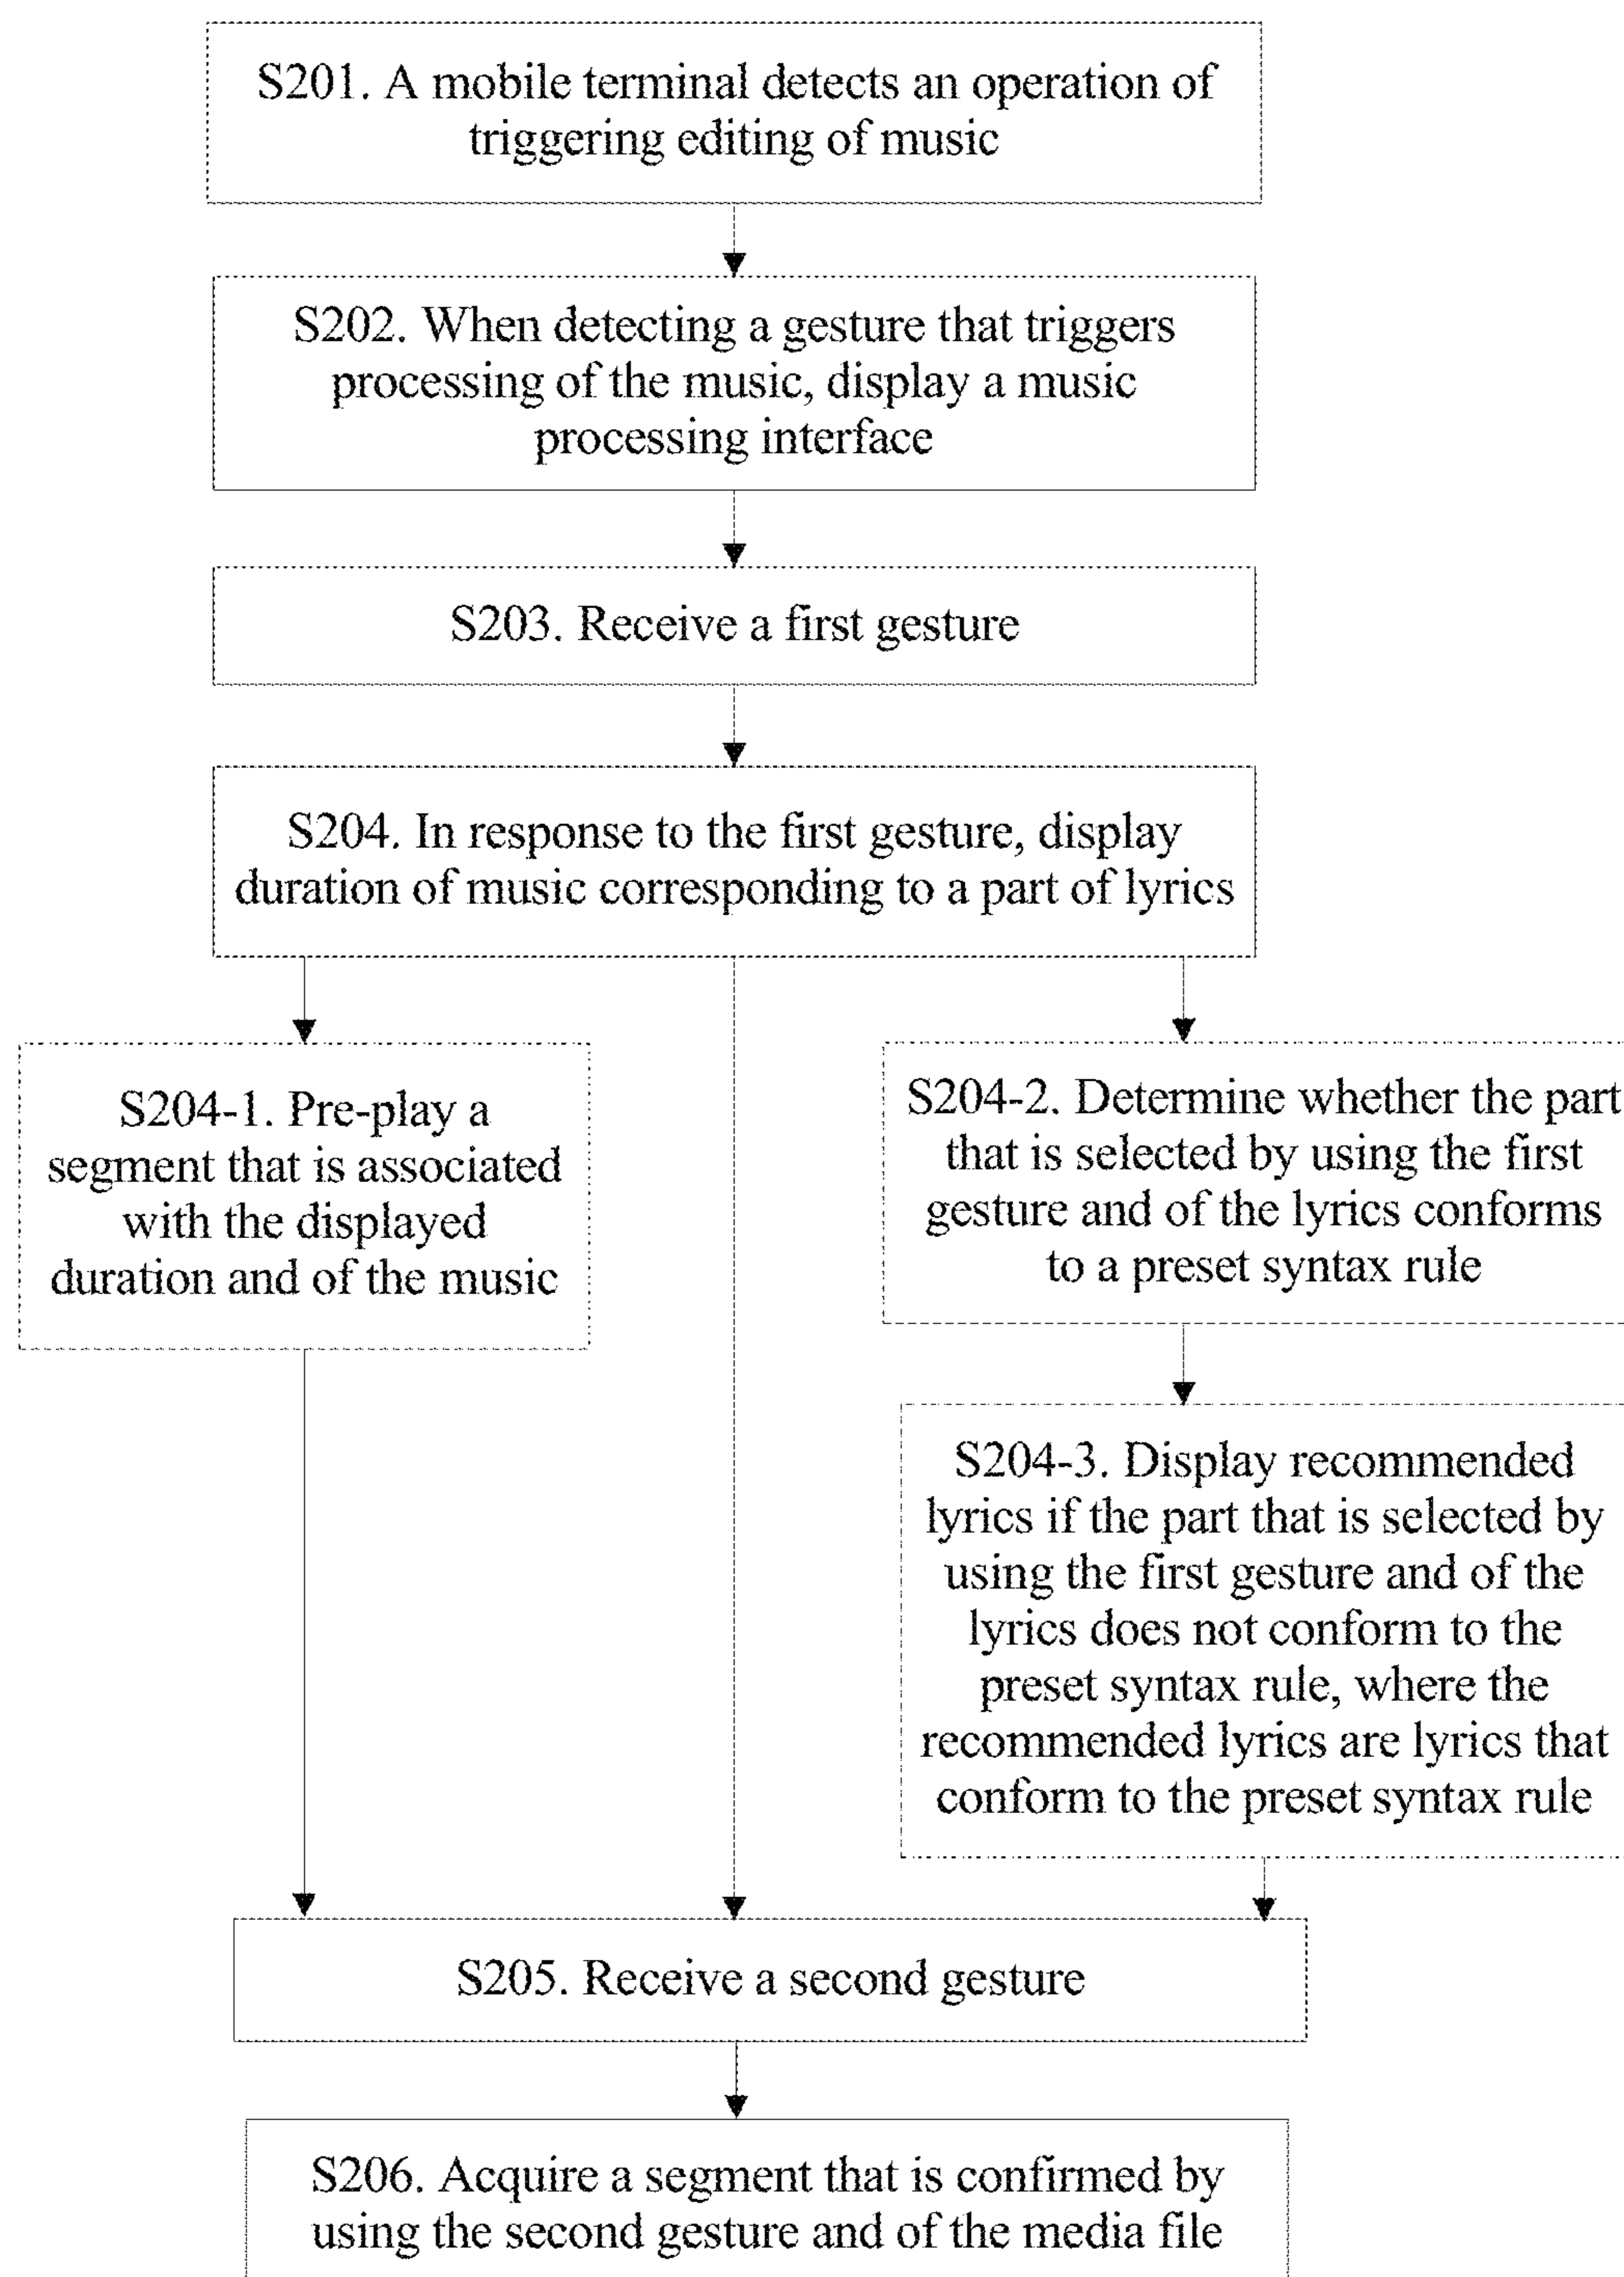 S201. A mobile terminal detects an operation of
triggering editing of music
S202. When detecting a gesture that triggers
processing of the music, display a music
processing interface
S203. Receive a first gesture
S204. In response to the first gesture, display
duration of music corresponding to a part of lyrics
S204-1. Pre-play a
segment that is associated
with the displayed
duration and of the music
S204-2. Determine whether the part
that is selected by using the first
gesture and of the lyrics conforms
to a preset syntax rule
S204-3. Display recommended
lyrics if the part that is selected by
using the first gesture and of the
lyrics does not conform to the
preset syntax rule, where the
recommended lyrics are lyrics that
conform to the preset syntax rule
S205. Receive a second gesture
S206. Acquire a segment that is confirmed by
using the second gesture and of the media file